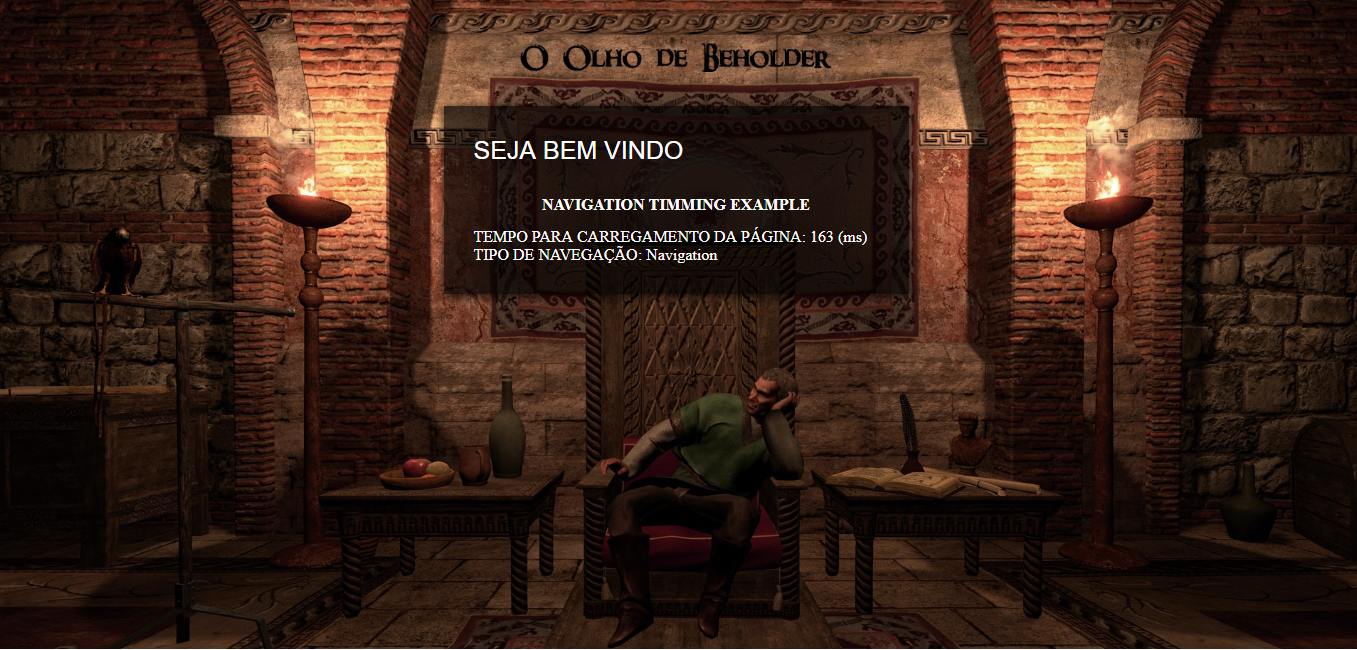 O Olho de Beholder
SEJA BEM VINDO
NAVIGATION TIMMING EXAMPLE
TEMPO PARA CARREGAMENTO DA PÁGINA: 163 (ms)
TIPO DE NAVEGAÇÃO: Navigation